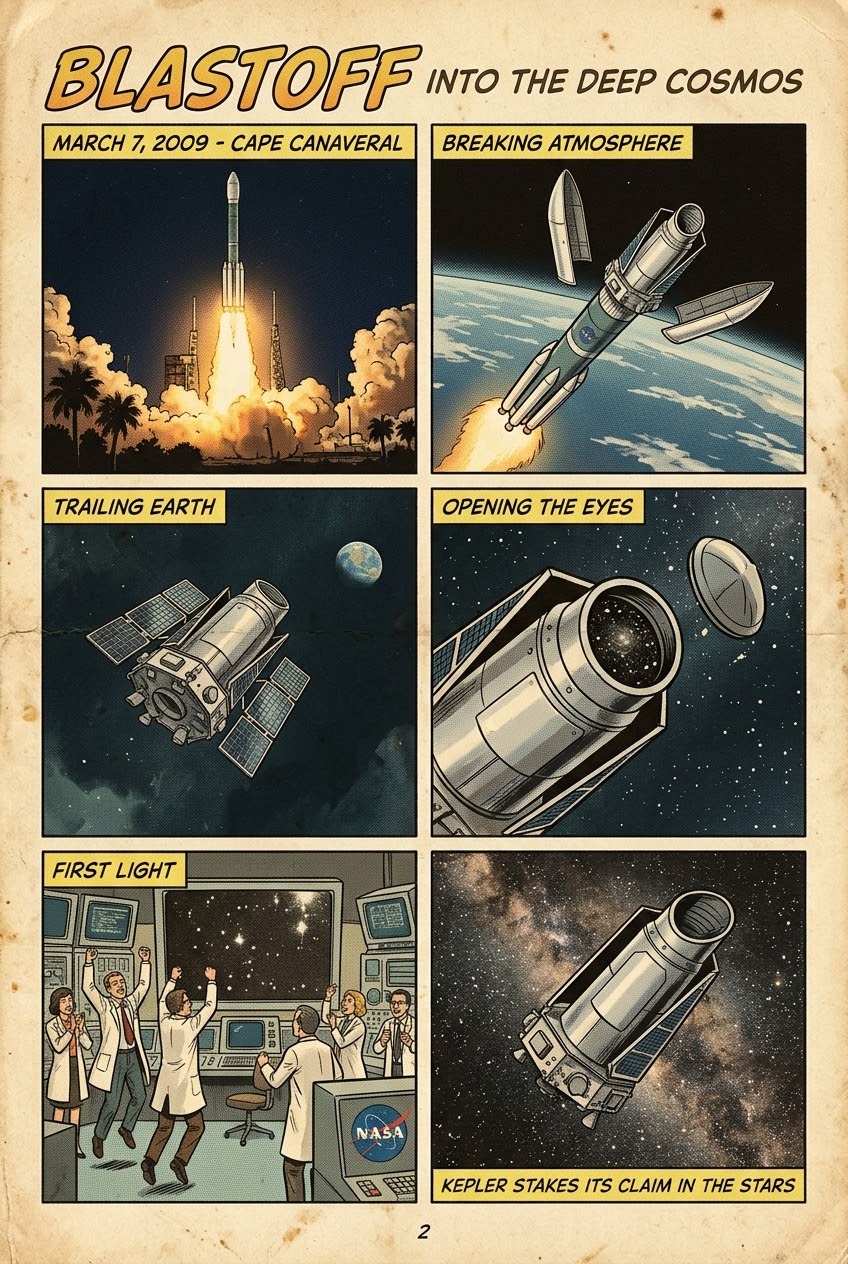 BLASTOFF INTO THE DEEP COSMOS
MARCH 7, 2009 - CAPE CANAVERAL
BREAKING ATMOSPHERE
TRAILING EARTH
OPENING THE EYES
FIRST LIGHT
NASA
KEPLER STAKES ITS CLAIM IN THE STARS
2